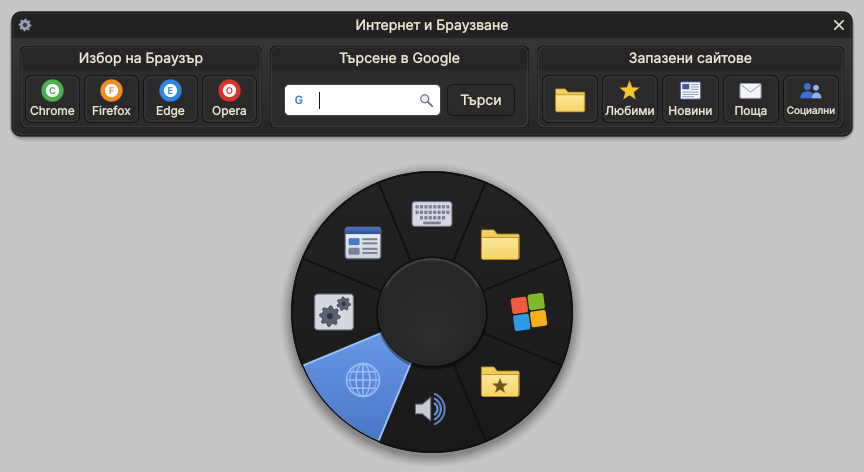 Интернет и Браузване
Избор на Браузър
Търсене в Google
Запазени сайтове
C
F
E
O
G
Chrome
Firefox
Edge
Opera
Търси
Любими
Новини
Поща
Социални